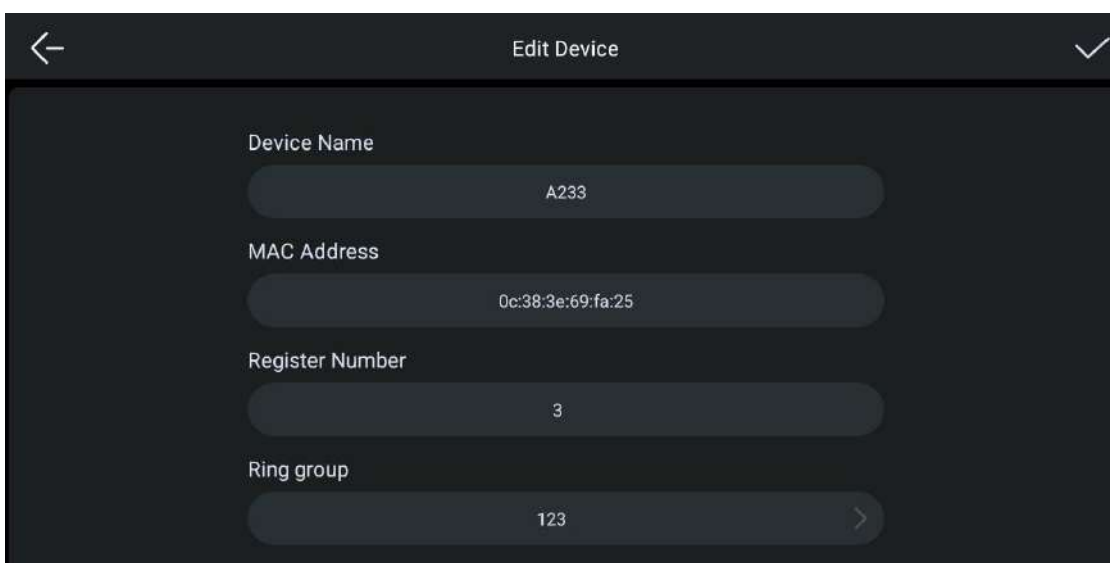 Edit Device
Device Name
A233
MAC Address
0c:38:3e:69:fa:25
Register Number
3
Ring group
123